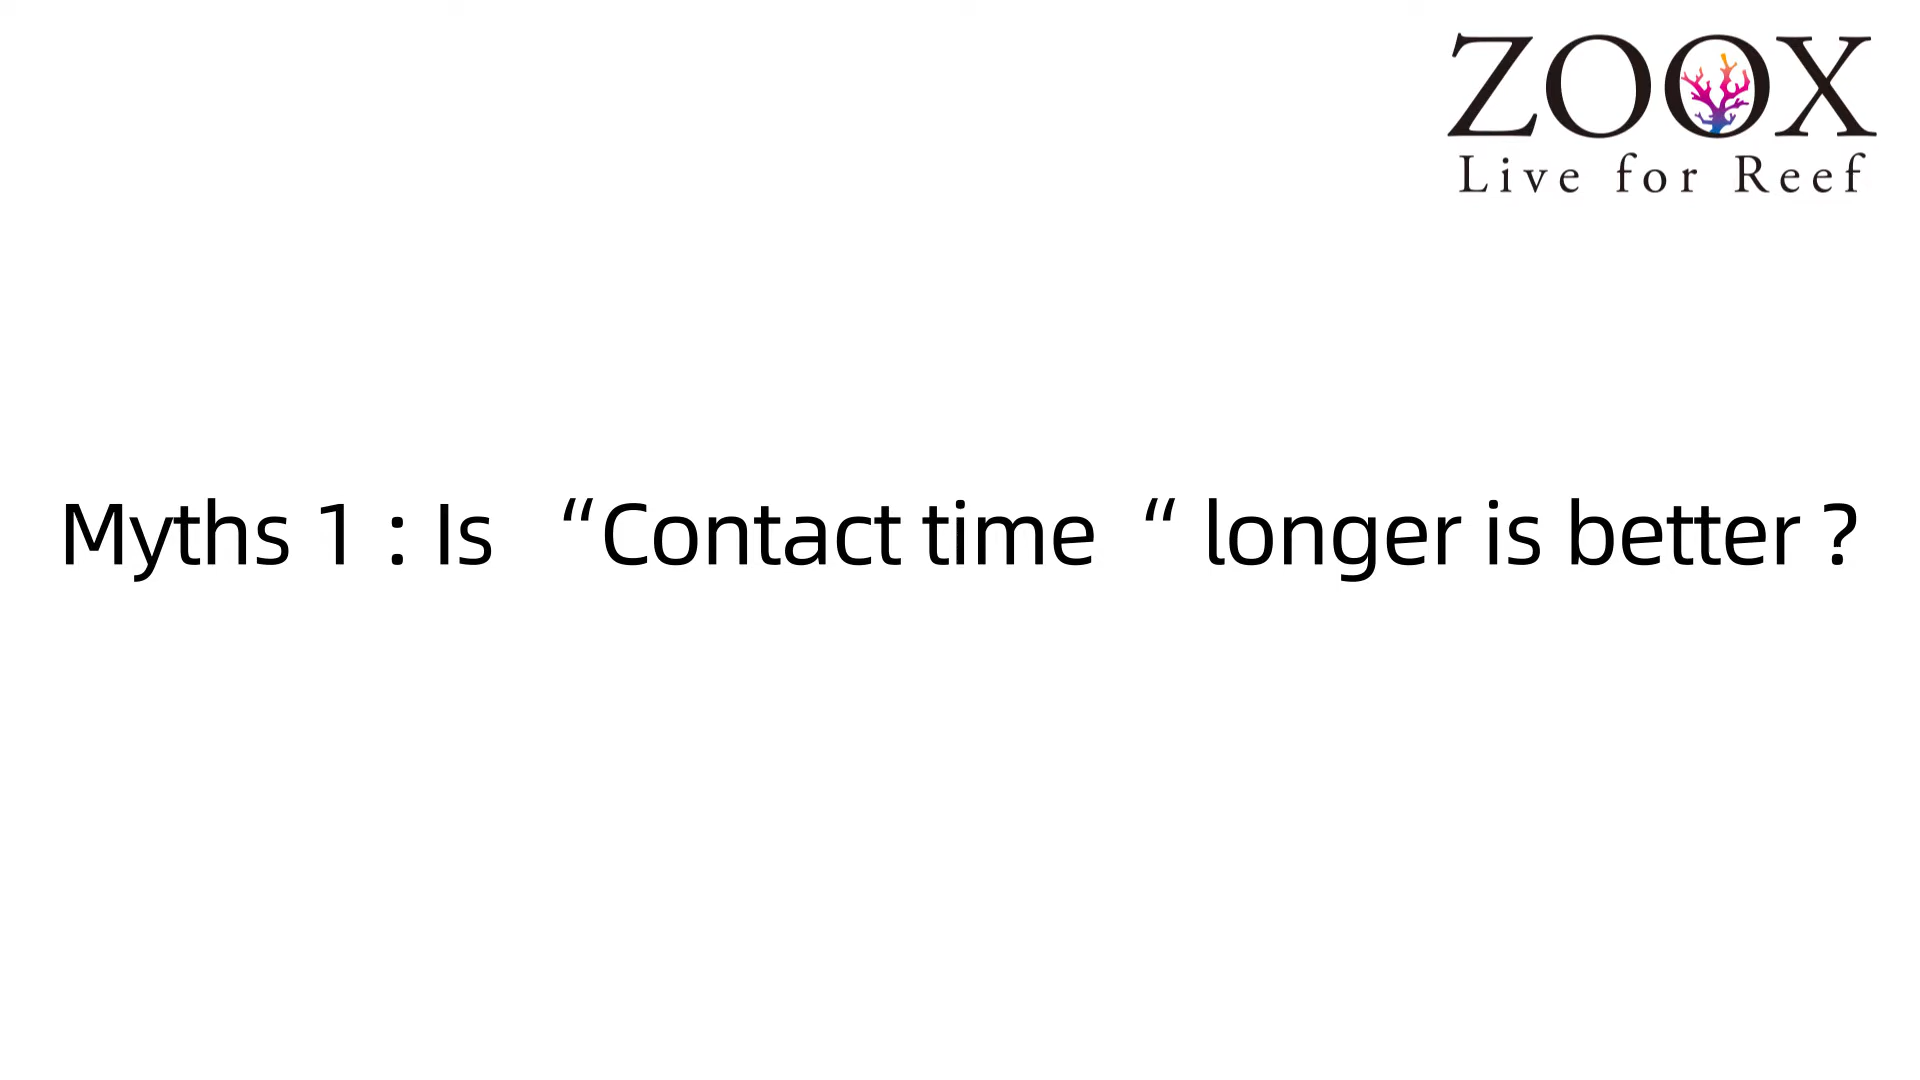 ZOOX
Live for Reef
Myths 1 : Is “Contact time “ longer is better ?